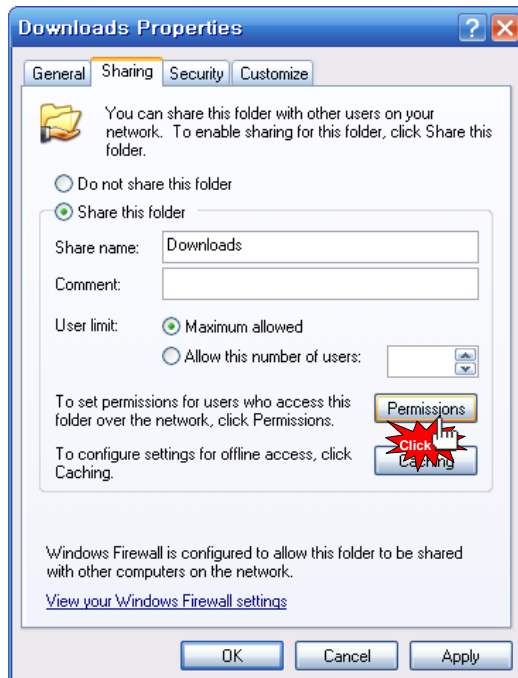 Downloads Properties
General Sharing Security Customize
You can share this folder with other users on your
network. To enable sharing for this folder, click Share this
folder.
Do not share this folder
Share this folder
Share name: Downloads
Comment:
User limit: Maximum allowed
Allow this number of users:
To set permissions for users who access this
folder over the network, click Permissions.
Permissions
Click
To configure settings for offline access, click
Caching.
Caching
Windows Firewall is configured to allow this folder to be shared
with other computers on the network.
View your Windows Firewall settings
OK Cancel Apply